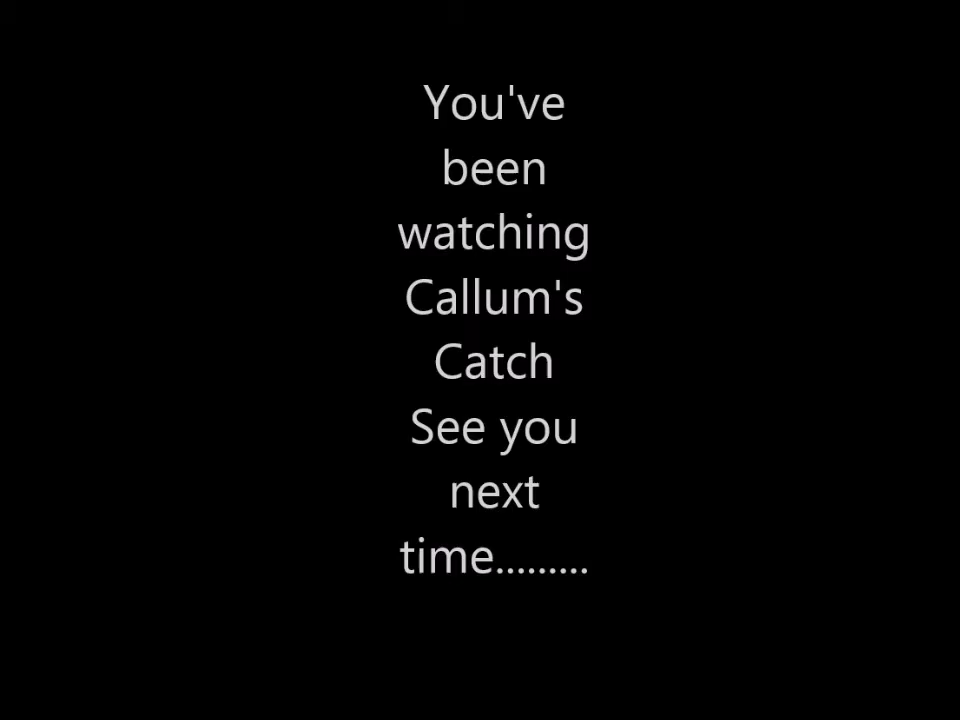 You've
been
watching
Callum's
Catch
See you
next
time.........